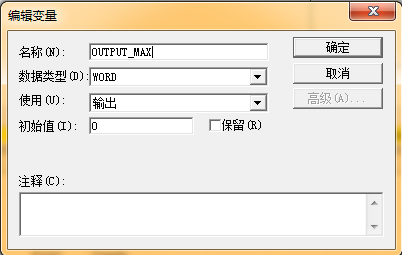 编辑变量
名称(N): OUTPUT_MAX 确定
数据类型(D): WORD 取消
使用(U): 输出 高级(A)...
初始值(I): 0 保留(R)
注释(C):